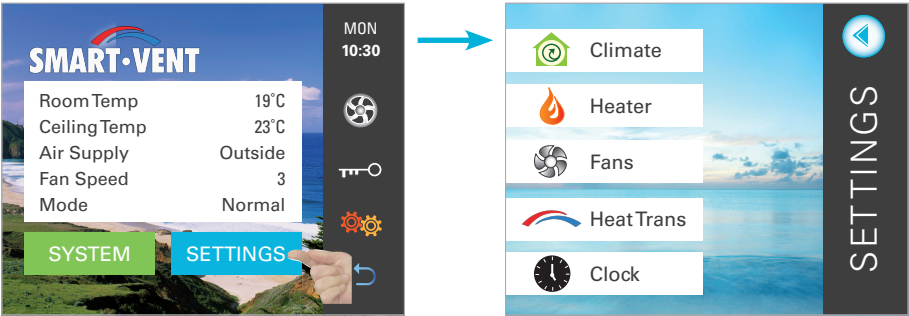 SMART·VENT
Room Temp 19°C
Ceiling Temp 23°C
Air Supply Outside
Fan Speed 3
Mode Normal
SYSTEM
SETTINGS
MON
10:30
Climate
Heater
Fans
Heat Trans
Clock
SETTINGS